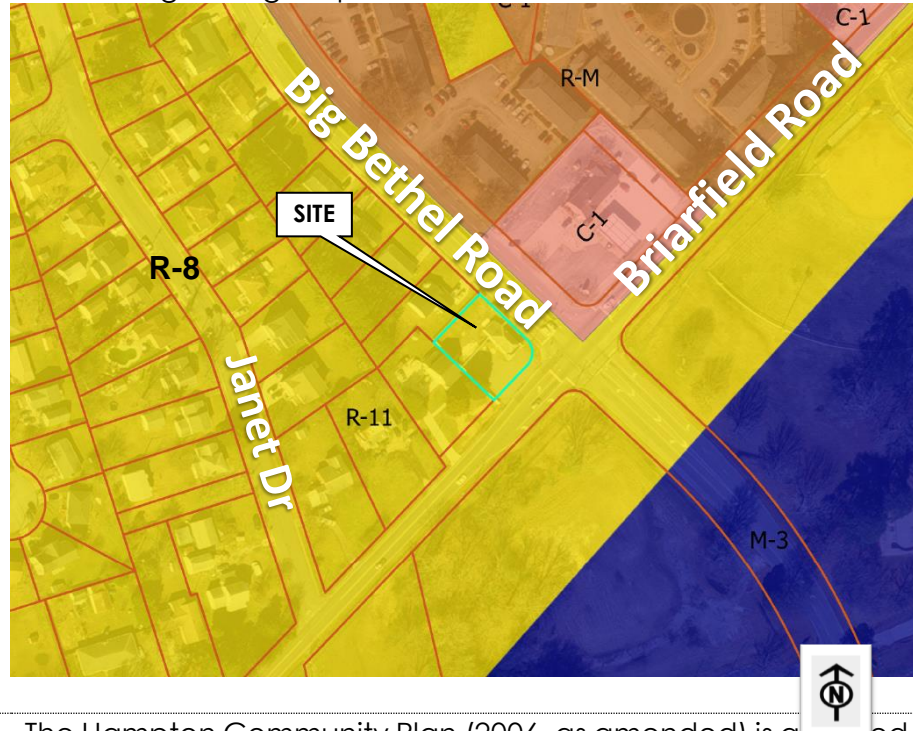 C-1
R-M
Big Bethel Road
Briarfield Road
SITE
C-1
R-8
Janet Dr
R-11
M-3
N
The Hampton Community Plan (2006, as amended) is a